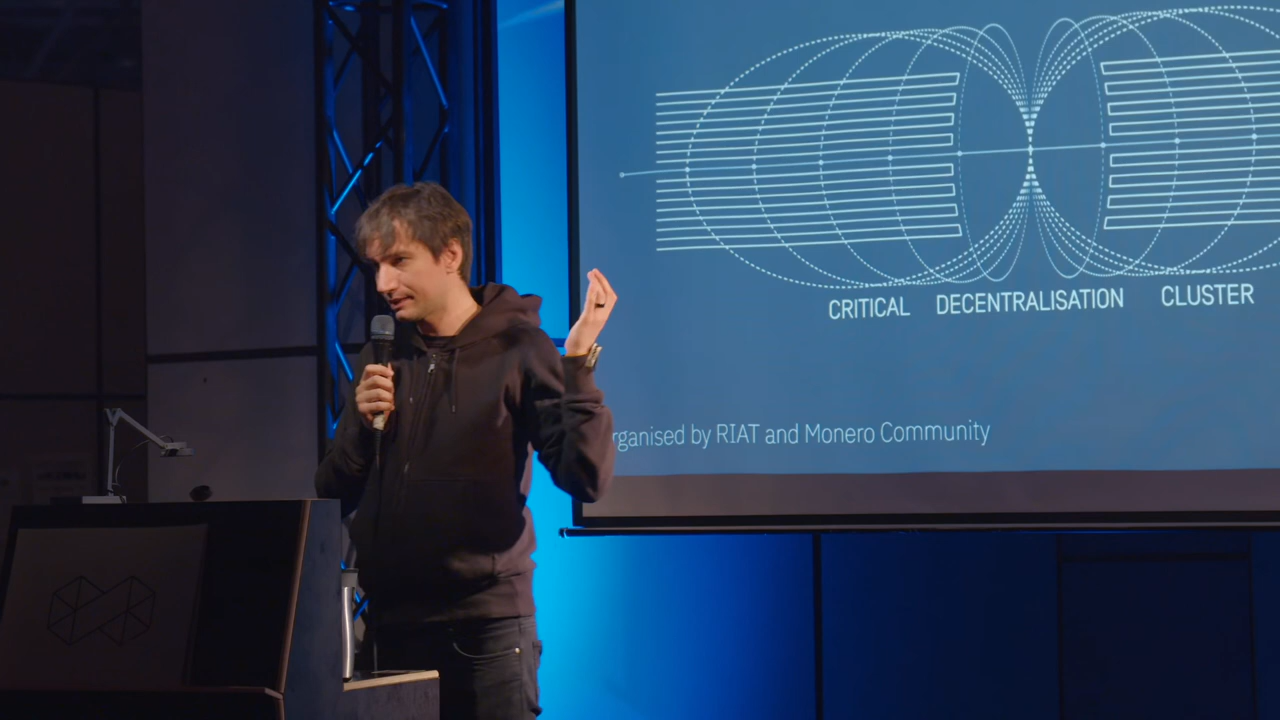 CRITICAL DECENTRALISATION CLUSTER
rganised by RIAT and Monero Community